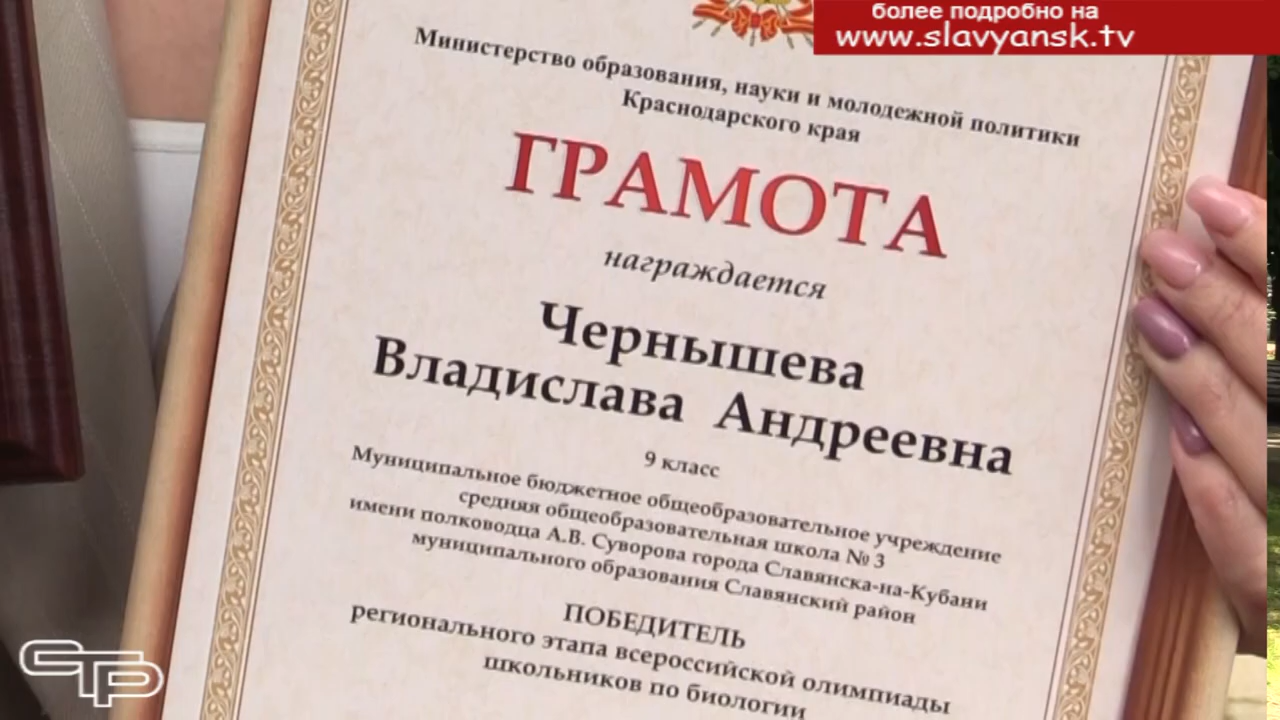 более подробно на
www.slavyansk.tv
Министерство образования, науки и молодежной политики
Краснодарского края
ГРАМОТА
награждается
Чернышева
Владислава Андреевна
9 класс
Муниципальное бюджетное общеобразовательное учреждение
средняя общеобразовательная школа № 3
имени полководца А.В. Суворова города Славянска-на-Кубани
муниципального образования Славянский район
ПОБЕДИТЕЛЬ
регионального этапа всероссийской олимпиады
школьников по биологии
СТР